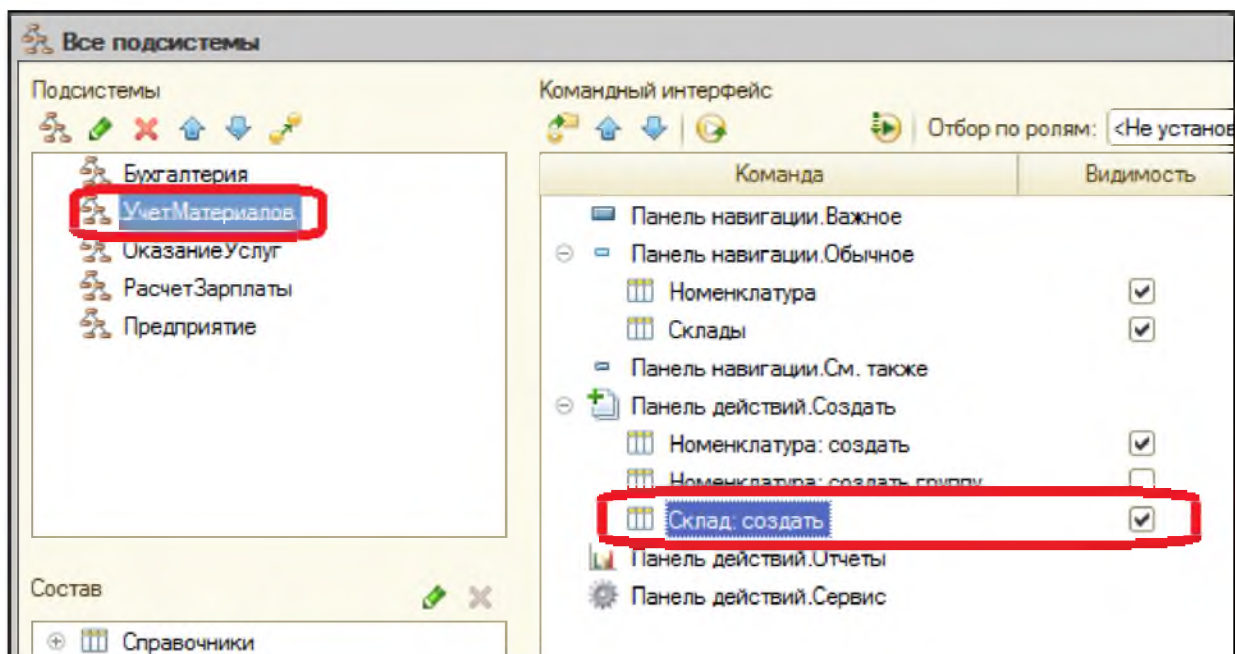 Все подсистемы
Подсистемы
Бухгалтерия
УчетМатериалов
ОказаниеУслуг
РасчетЗарплаты
Предприятие
Состав
Справочники
Командный интерфейс
Отбор по ролям: <Не установ
Команда Видимость
Панель навигации.Важное
Панель навигации.Обычное
Номенклатура
Склады
Панель навигации.См. также
Панель действий.Создать
Номенклатура: создать
Номенклатура: создать группу
Склад: создать
Панель действий.Отчеты
Панель действий.Сервис